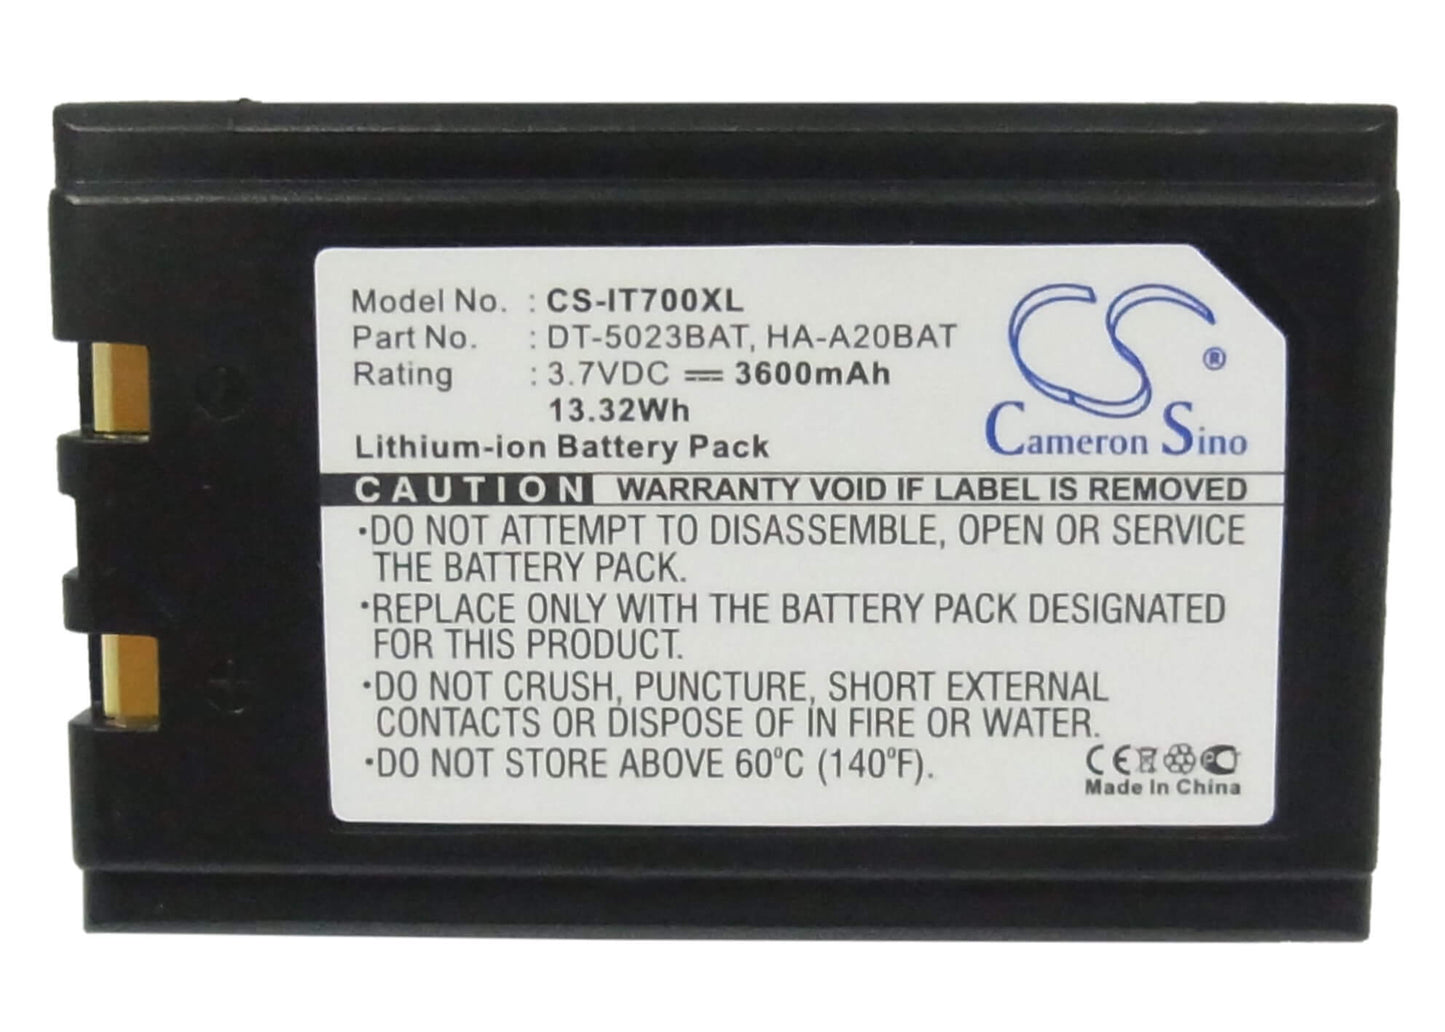 Model No. : CS-IT700XL
Part No. : DT-5023BAT, HA-A20BAT
Rating : 3.7VDC ⎓ 3600mAh
13.32Wh
Lithium-ion Battery Pack
CS®
Cameron Sino
CAUTION WARRANTY VOID IF LABEL IS REMOVED
•DO NOT ATTEMPT TO DISASSEMBLE, OPEN OR SERVICE
THE BATTERY PACK.
•REPLACE ONLY WITH THE BATTERY PACK DESIGNATED
FOR THIS PRODUCT.
•DO NOT CRUSH, PUNCTURE, SHORT EXTERNAL
CONTACTS OR DISPOSE OF IN FIRE OR WATER.
•DO NOT STORE ABOVE 60°C (140°F).
CE
Made In China
- 
+